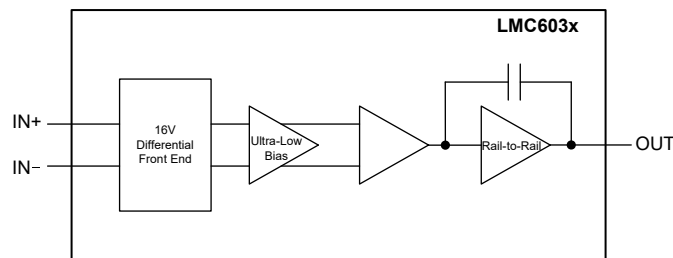 LMC603x
IN+
IN−
16V
Differential
Front End
Ultra-Low
Bias
Rail-to-Rail
OUT